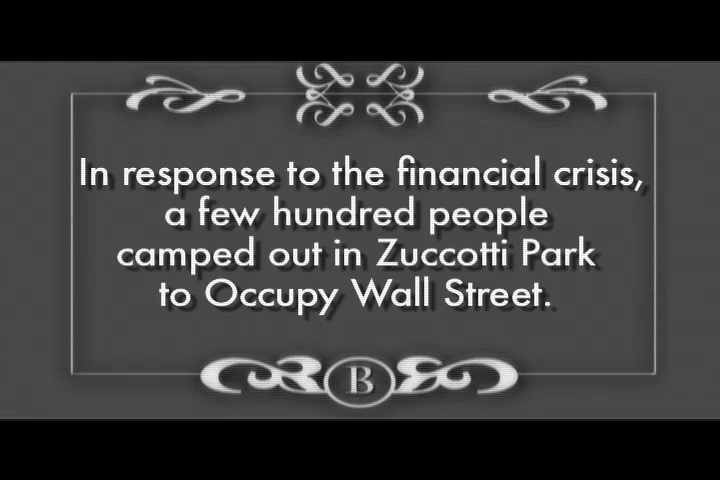 In response to the financial crisis,
a few hundred people
camped out in Zuccotti Park
to Occupy Wall Street.
B